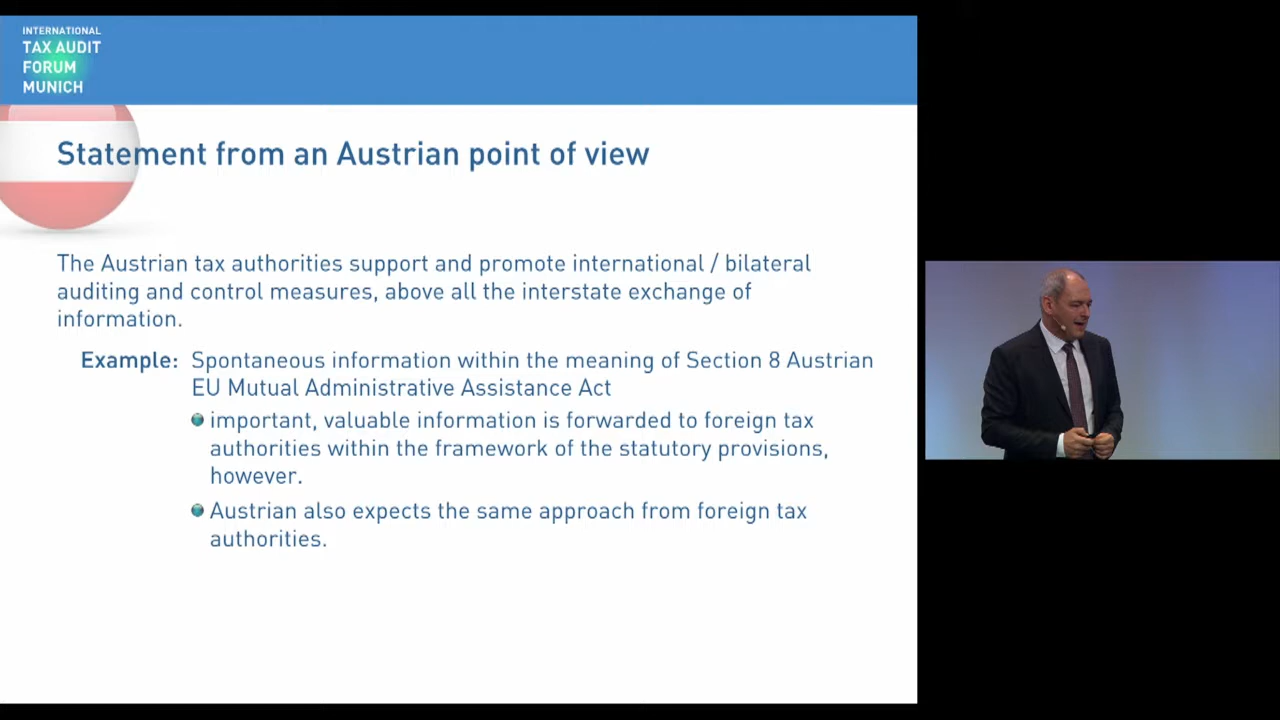 INTERNATIONAL
TAX AUDIT
FORUM
MUNICH
Statement from an Austrian point of view
The Austrian tax authorities support and promote international / bilateral
auditing and control measures, above all the interstate exchange of
information.
Example: Spontaneous information within the meaning of Section 8 Austrian
EU Mutual Administrative Assistance Act
important, valuable information is forwarded to foreign tax
authorities within the framework of the statutory provisions,
however.
Austrian also expects the same approach from foreign tax
authorities.